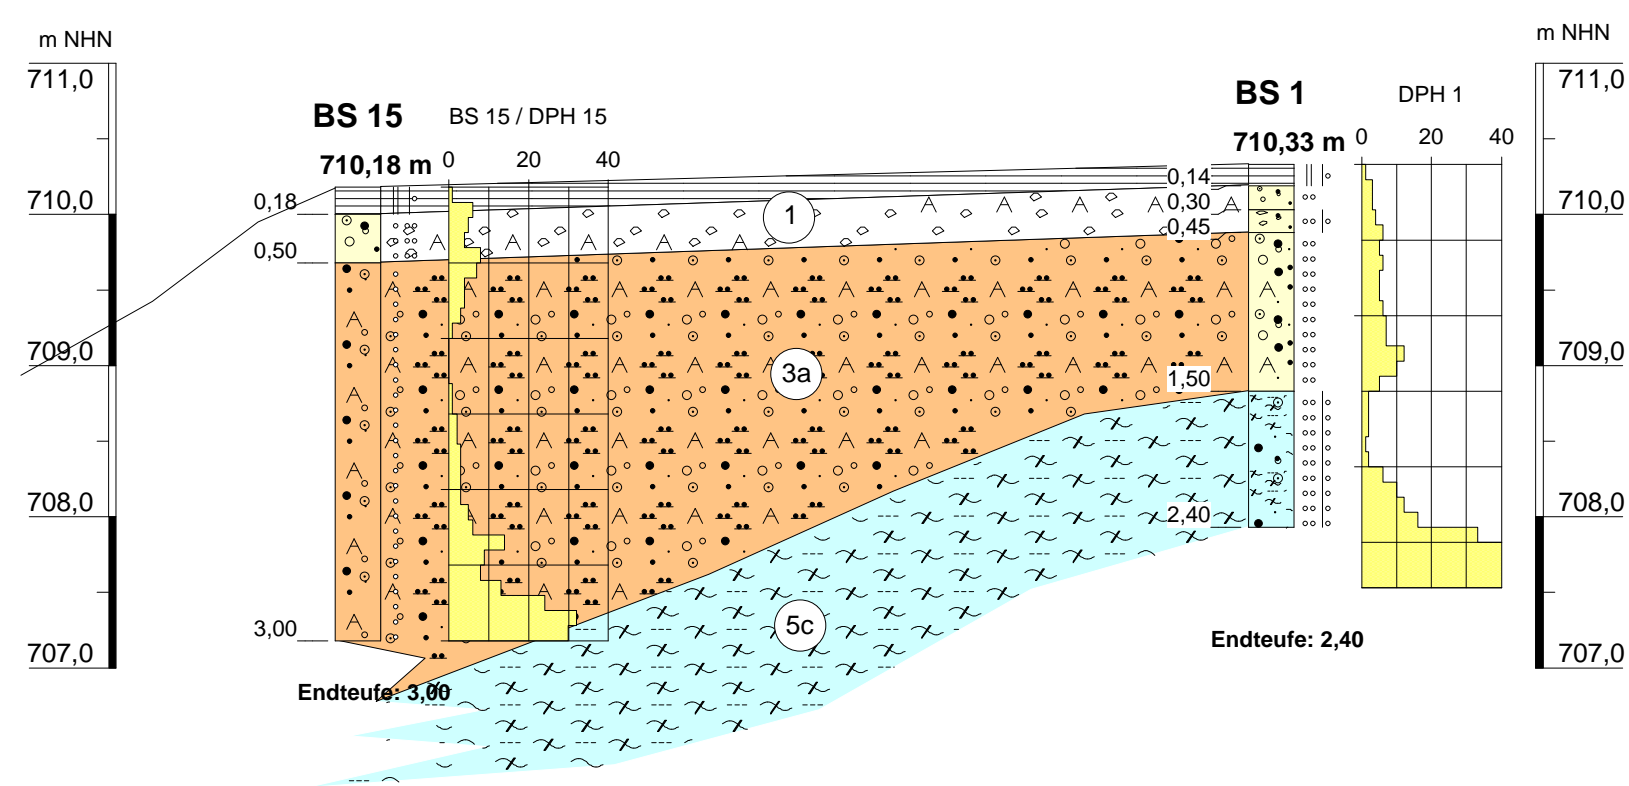 m NHN
m NHN
711,0
711,0
BS 15
BS 15 / DPH 15
BS 1
DPH 1
710,18 m
0
20
40
710,33 m
0
20
40
0,18
0,14
710,0
0,30
710,0
1
0,45
0,50
709,0
3a
1,50
709,0
708,0
2,40
708,0
3,00
5c
707,0
Endteufe: 2,40
707,0
Endteufe: 3,00